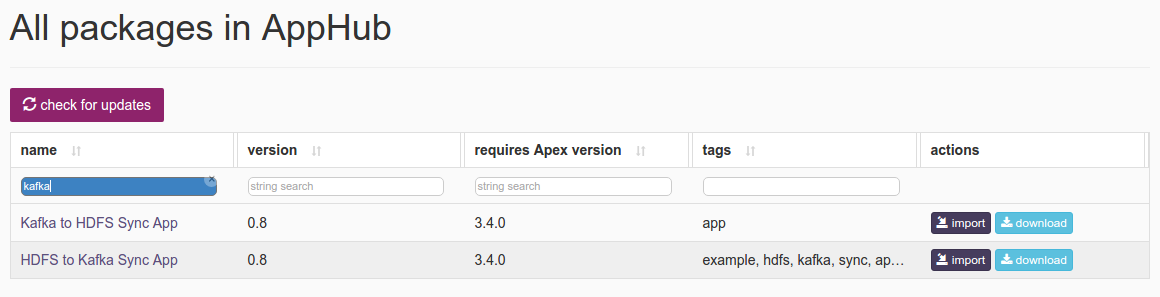 All packages in AppHub
check for updates
name version requires Apex version tags actions
kafka string search string search
Kafka to HDFS Sync App 0.8 3.4.0 app import download
HDFS to Kafka Sync App 0.8 3.4.0 example, hdfs, kafka, sync, ap… import download